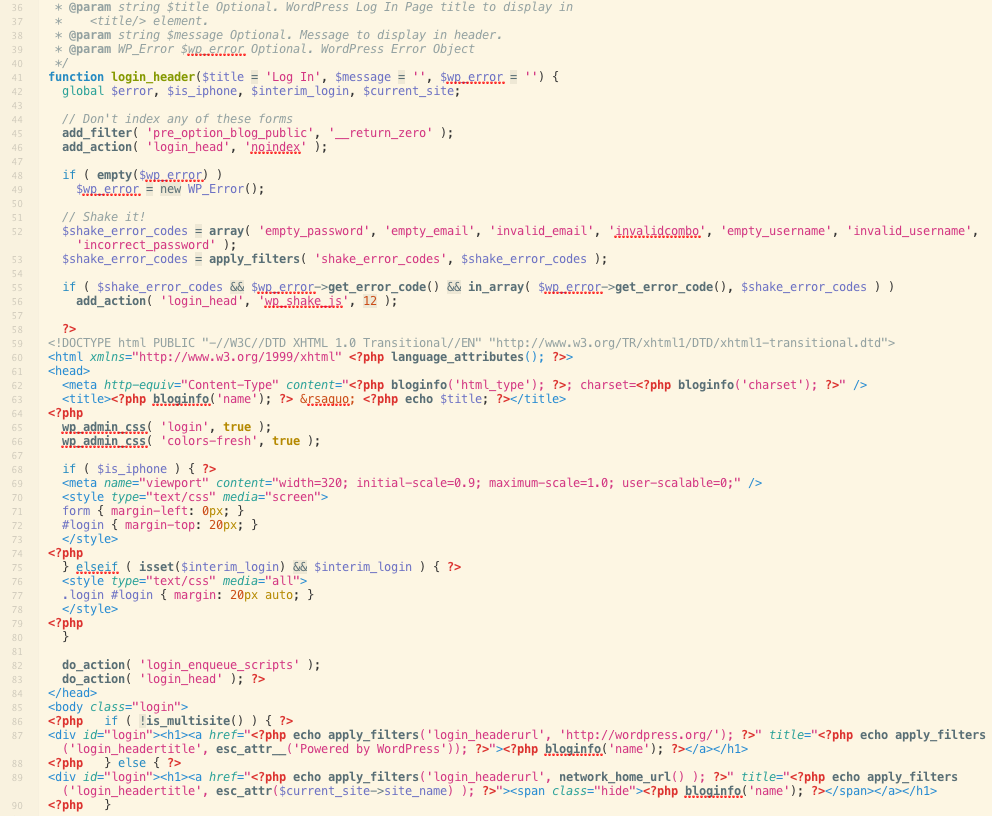 36 * @param string $title Optional. WordPress Log In Page title to display in
37 *    <title/> element.
38 * @param string $message Optional. Message to display in header.
39 * @param WP_Error $wp_error Optional. WordPress Error Object
40 */
41 function login_header($title = 'Log In', $message = '', $wp_error = '') {
42   global $error, $is_iphone, $interim_login, $current_site;
43
44   // Don't index any of these forms
45   add_filter( 'pre_option_blog_public', '__return_zero' );
46   add_action( 'login_head', 'noindex' );
47
48   if ( empty($wp_error) )
49     $wp_error = new WP_Error();
50
51   // Shake it!
52   $shake_error_codes = array( 'empty_password', 'empty_email', 'invalid_email', 'invalidcombo', 'empty_username', 'invalid_username',
     'incorrect_password' );
53   $shake_error_codes = apply_filters( 'shake_error_codes', $shake_error_codes );
54
55   if ( $shake_error_codes && $wp_error->get_error_code() && in_array( $wp_error->get_error_code(), $shake_error_codes ) )
56     add_action( 'login_head', 'wp_shake_js', 12 );
57
58   ?>
59 <!DOCTYPE html PUBLIC "-//W3C//DTD XHTML 1.0 Transitional//EN" "http://www.w3.org/TR/xhtml1/DTD/xhtml1-transitional.dtd">
60 <html xmlns="http://www.w3.org/1999/xhtml" <?php language_attributes(); ?>>
61 <head>
62   <meta http-equiv="Content-Type" content="<?php bloginfo('html_type'); ?>; charset=<?php bloginfo('charset'); ?>" />
63   <title><?php bloginfo('name'); ?> &rsaquo; <?php echo $title; ?></title>
64 <?php
65   wp_admin_css( 'login', true );
66   wp_admin_css( 'colors-fresh', true );
67
68   if ( $is_iphone ) { ?>
69   <meta name="viewport" content="width=320; initial-scale=0.9; maximum-scale=1.0; user-scalable=0;" />
70   <style type="text/css" media="screen">
71   form { margin-left: 0px; }
72   #login { margin-top: 20px; }
73   </style>
74 <?php
75   } elseif ( isset($interim_login) && $interim_login ) { ?>
76   <style type="text/css" media="all">
77   .login #login { margin: 20px auto; }
78   </style>
79 <?php
80   }
81
82   do_action( 'login_enqueue_scripts' );
83   do_action( 'login_head' ); ?>
84 </head>
85 <body class="login">
86 <?php   if ( !is_multisite() ) { ?>
87 <div id="login"><h1><a href="<?php echo apply_filters('login_headerurl', 'http://wordpress.org/'); ?>" title="<?php echo apply_filters
   ('login_headertitle', esc_attr__('Powered by WordPress')); ?>"><?php bloginfo('name'); ?></a></h1>
88 <?php   } else { ?>
89 <div id="login"><h1><a href="<?php echo apply_filters('login_headerurl', network_home_url() ); ?>" title="<?php echo apply_filters
   ('login_headertitle', esc_attr($current_site->site_name) ); ?>"><span class="hide"><?php bloginfo('name'); ?></span></a></h1>
90 <?php   }